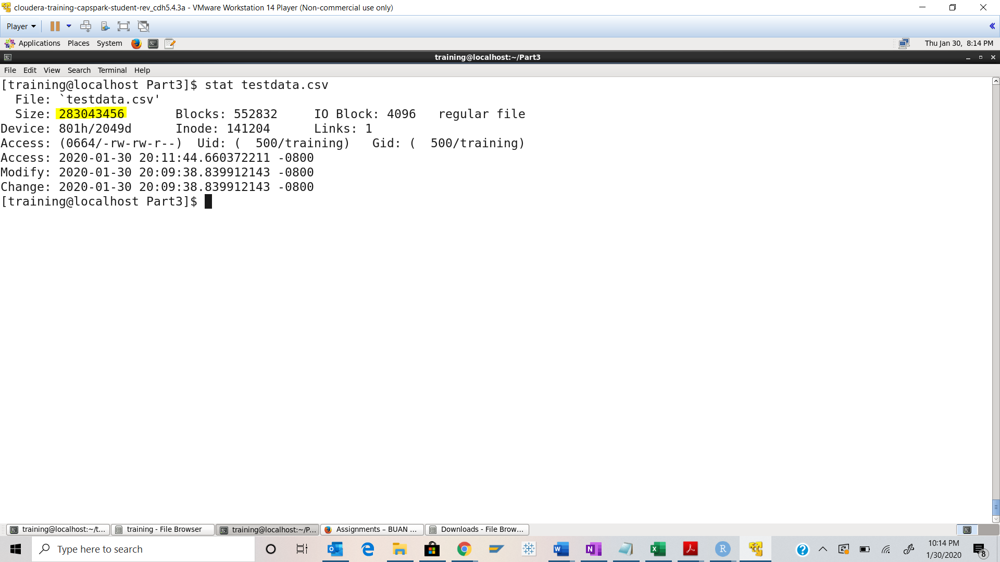 cloudera-training-capspark-student-rev_cdh5.4.3a - VMware Workstation 14 Player (Non-commercial use only)
Player
Applications Places System Thu Jan 30, 8:14 PM
training@localhost:~/Part3
File Edit View Search Terminal Help
[training@localhost Part3]$ stat testdata.csv
  File: `testdata.csv'
  Size: 283043456       Blocks: 552832     IO Block: 4096   regular file
Device: 801h/2049d      Inode: 141204      Links: 1
Access: (0664/-rw-rw-r--)  Uid: (  500/training)   Gid: (  500/training)
Access: 2020-01-30 20:11:44.660372211 -0800
Modify: 2020-01-30 20:09:38.839912143 -0800
Change: 2020-01-30 20:09:38.839912143 -0800
[training@localhost Part3]$
training@localhost:~/t... training - File Browser training@localhost:~/P... Assignments – BUAN ... Downloads - File Brow...
Type here to search
10:14 PM
1/30/2020
8